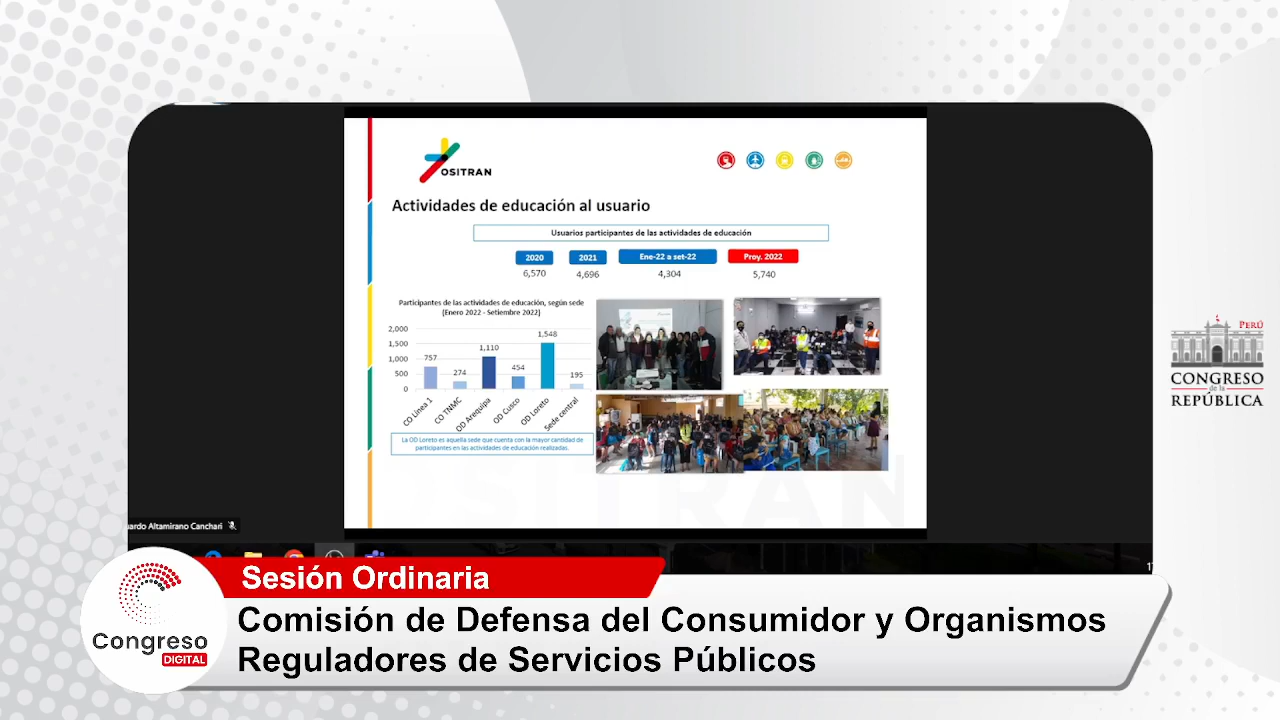 OSITRAN
Actividades de educación al usuario
Usuarios participantes de las actividades de educación
2020
2021
Ene-22 a set-22
Proy. 2022
6,570
4,696
4,304
5,740
Participantes de las actividades de educación, según sede
(Enero 2022 - Setiembre 2022)
2,000
1,500
1,000
500
0
757
274
1,110
454
1,548
195
CO Línea 1
CO TNMC
OD Arequipa
OD Cusco
OD Loreto
Sede central
La OD Loreto es aquella sede que cuenta con la mayor cantidad de
participantes en las actividades de educación realizadas.
OSITRAN
uardo Altamirano Canchari
PERÚ
CONGRESO
de la
REPÚBLICA
Sesión Ordinaria
Comisión de Defensa del Consumidor y Organismos
Reguladores de Servicios Públicos
Congreso
DIGITAL